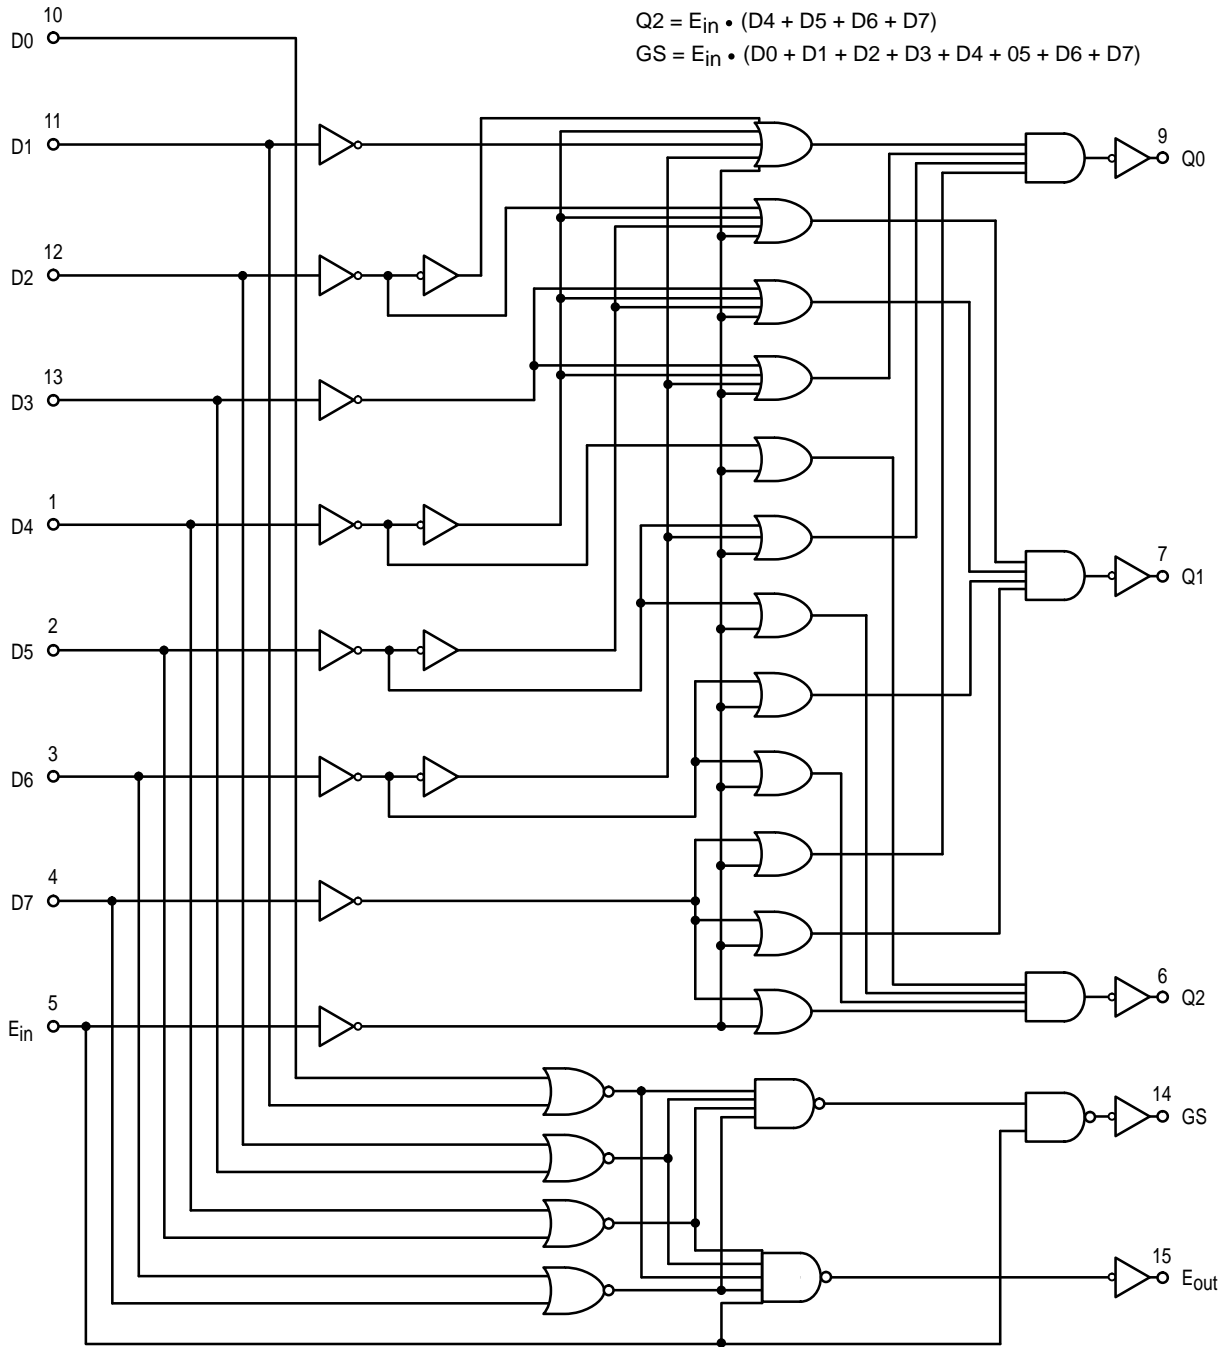 Q2 = Ein • (D4 + D5 + D6 + D7)
GS = Ein • (D0 + D1 + D2 + D3 + D4 + 05 + D6 + D7)
10
D0
11
D1
9
Q0
12
D2
13
D3
1
D4
7
Q1
2
D5
3
D6
4
D7
5
Ein
6
Q2
14
GS
15
Eout